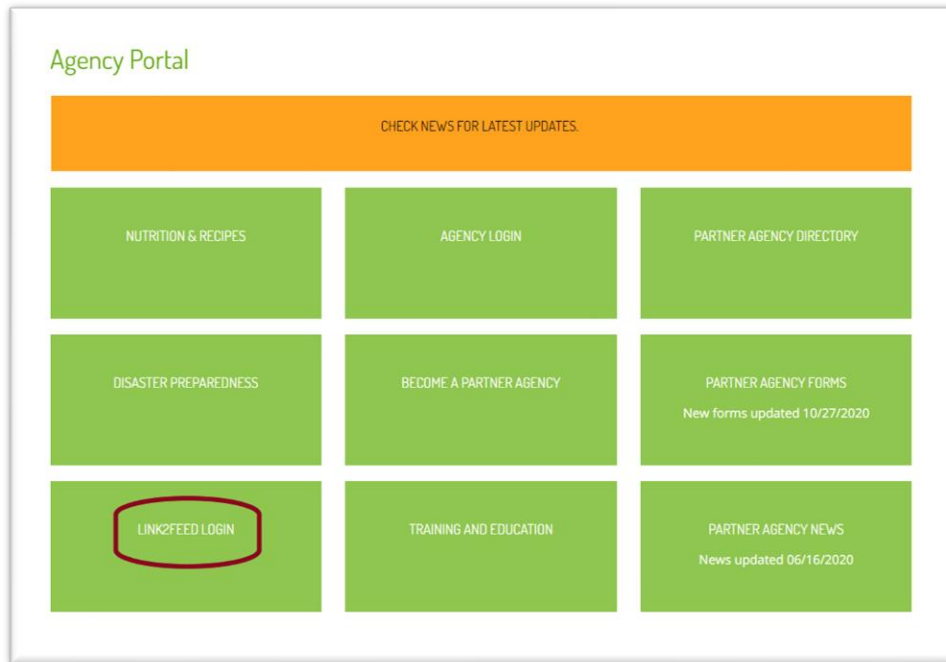 Agency Portal
CHECK NEWS FOR LATEST UPDATES.
NUTRITION & RECIPES
AGENCY LOGIN
PARTNER AGENCY DIRECTORY
DISASTER PREPAREDNESS
BECOME A PARTNER AGENCY
PARTNER AGENCY FORMS
New forms updated 10/27/2020
LINK2FEED LOGIN
TRAINING AND EDUCATION
PARTNER AGENCY NEWS
News updated 06/16/2020